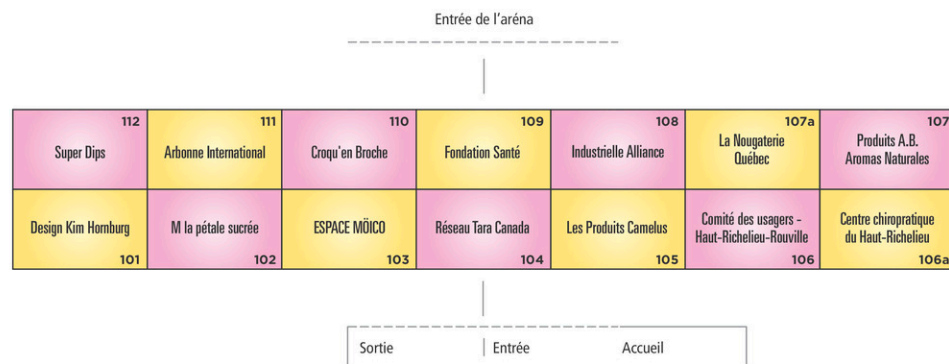 Entrée de l'aréna
112
Super Dips
111
Arbonne International
110
Croqu'en Broche
109
Fondation Santé
108
Industrielle Alliance
107a
La Nougaterie
Québec
107
Produits A.B.
Aromas Naturales
Design Kim Hornburg
101
M la pétale sucrée
102
ESPACE MÖICO
103
Réseau Tara Canada
104
Les Produits Camelus
105
Comité des usagers -
Haut-Richelieu-Rouville
106
Centre chiropratique
du Haut-Richelieu
106a
Sortie
Entrée
Accueil